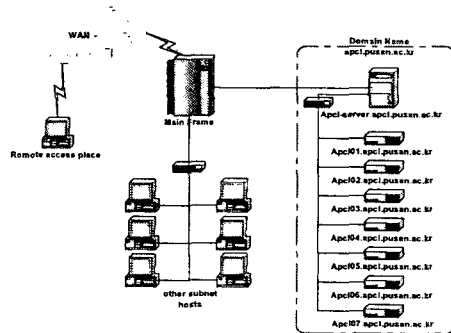 WAN
Domain Name
apcl.pusan.ac.kr
Main Frame
Apcl-server.apcl.pusan.ac.kr
Romote access place
Apcl01.apcl.pusan.ac.kr
Apcl02.apcl.pusan.ac.kr
Apcl03.apcl.pusan.ac.kr
Apcl04.apcl.pusan.ac.kr
Apcl05.apcl.pusan.ac.kr
Apcl06.apcl.pusan.ac.kr
Apcl07.apcl.pusan.ac.kr
other subnet
hosts